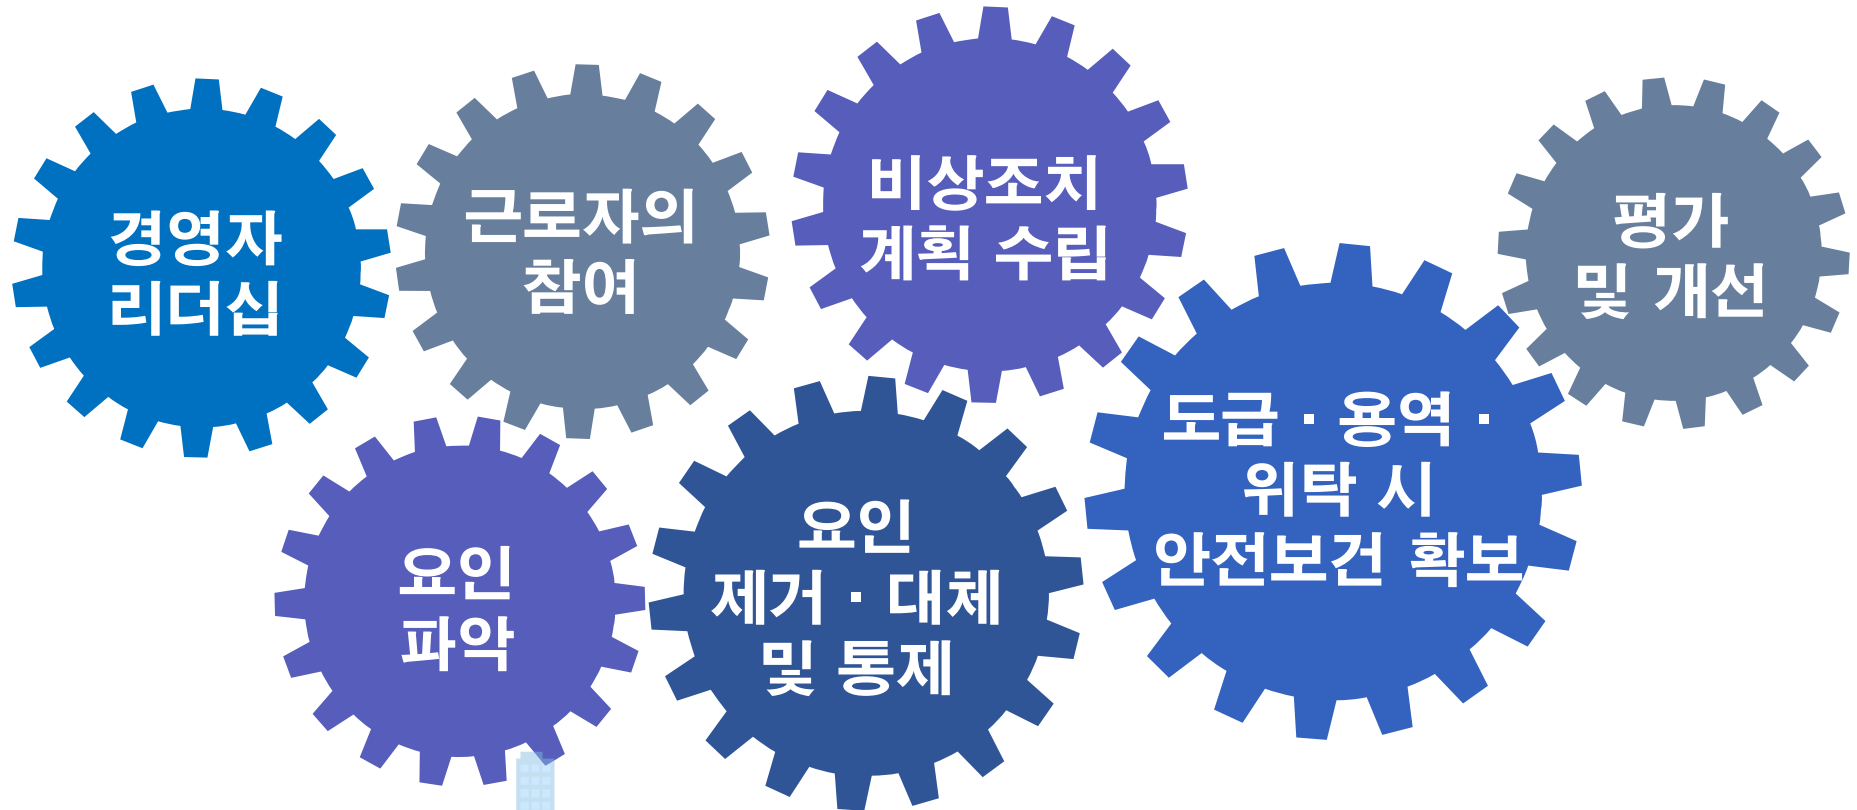 경영자
리더십
근로자의
참여
요인
파악
요인
제거 · 대체
및 통제
비상조치
계획 수립
도급 · 용역 ·
위탁 시
안전보건 확보
평가
및 개선